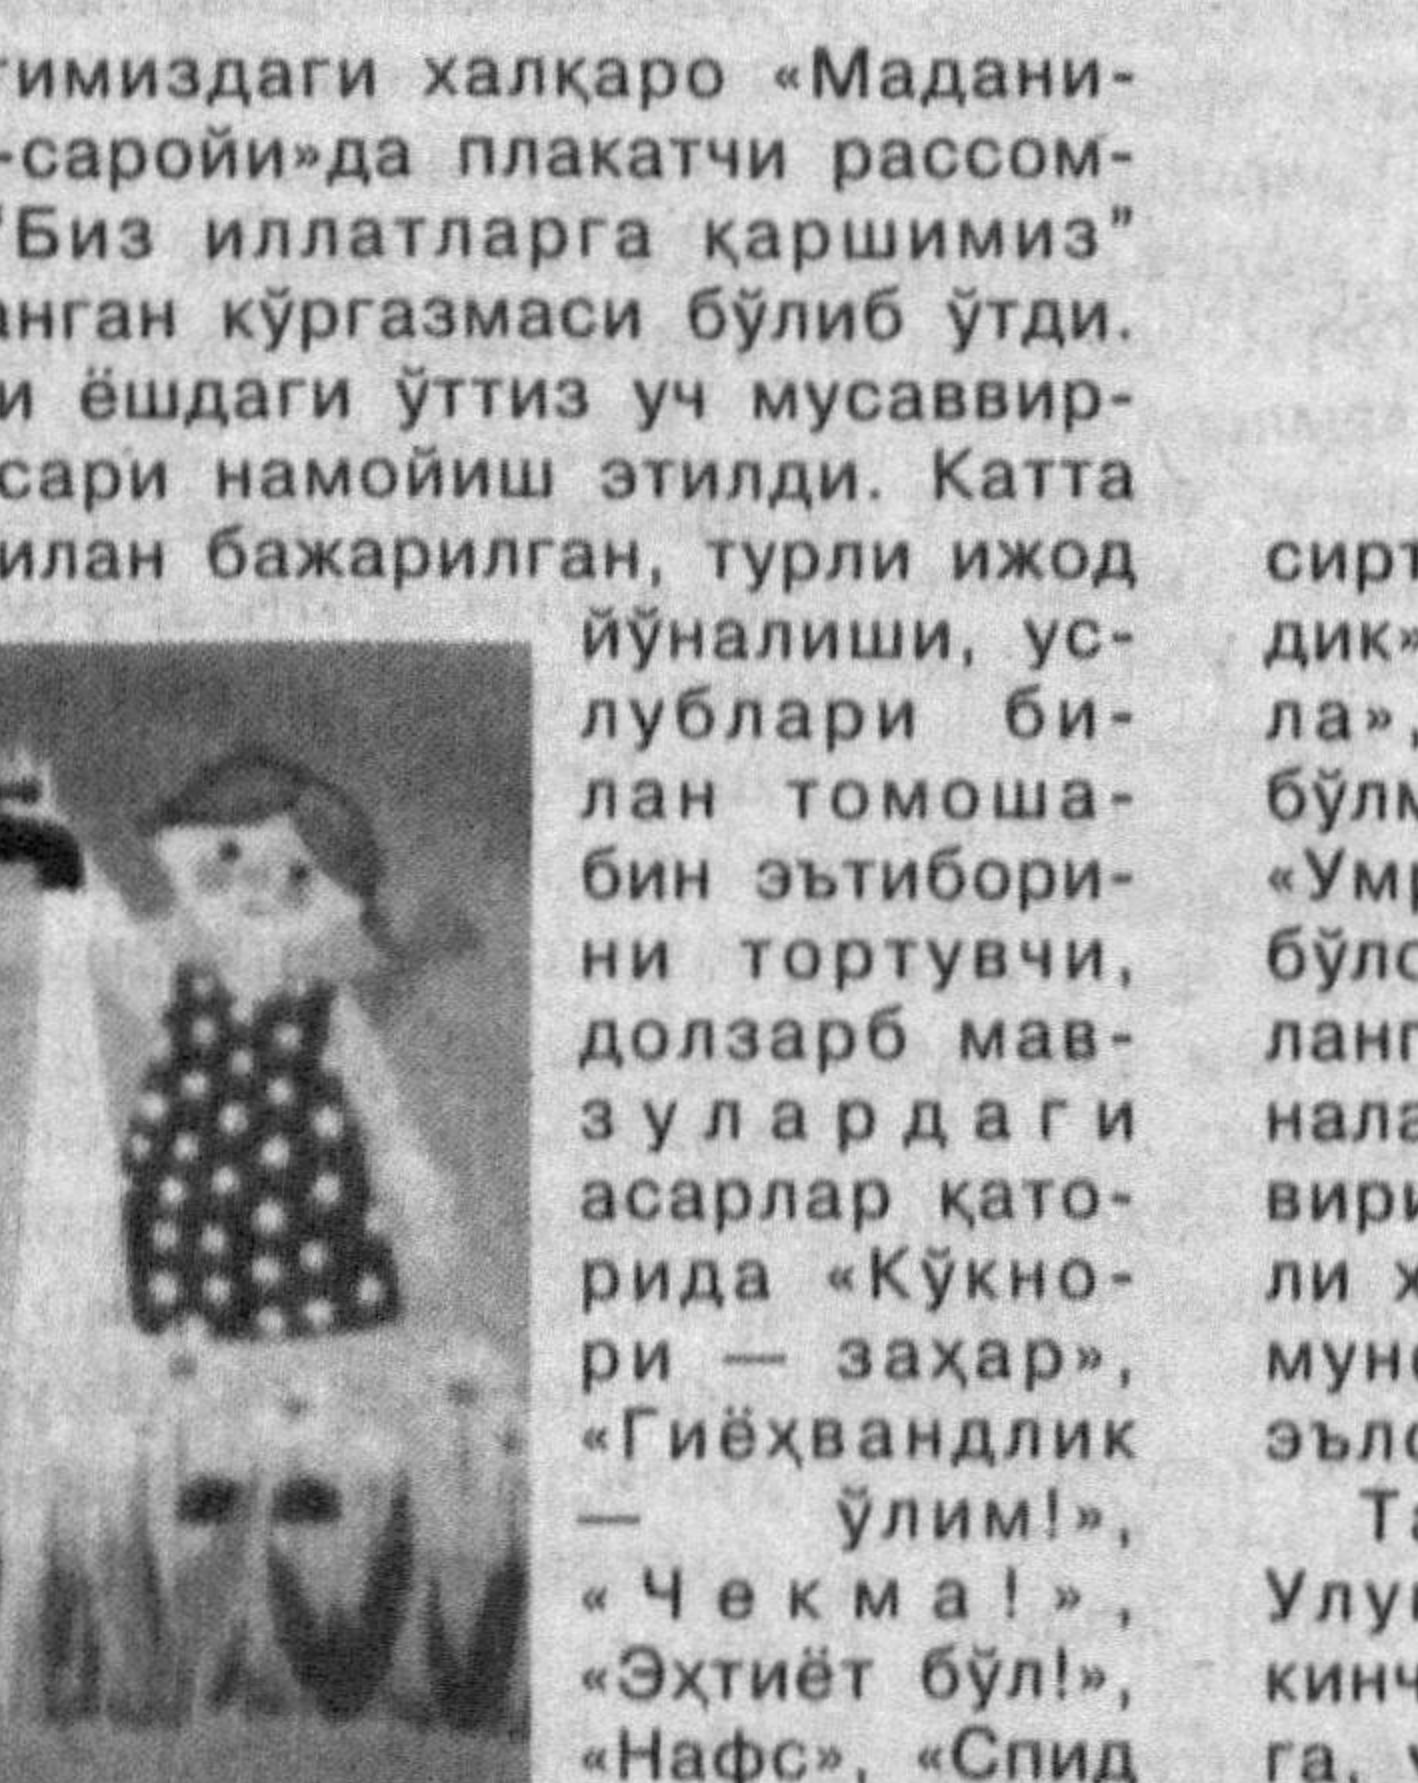 тимиздаги халқаро «Мадани-
-саройи»да плакатчи рассом-
“Биз иллатларга қаршимиз”
анган кўргазмаси бўлиб ўтди.
и ёшдаги ўттиз уч мусаввир-
сари намойиш этилди. Катта
илан бажарилган, турли ижод
йўналиши, ус-
лублари би-
лан томоша-
бин эътибори-
ни тортувчи,
долзарб мав-
зулардаги
асарлар қато-
рида «Кўкно-
ри — заҳар»,
«Гиёҳвандлик
— ўлим!»,
«Чекма!»,
«Эҳтиёт бўл!»,
«Нафс», «Спид
сирт
дик»
ла»,
бўлм
«Умр
бўлс
ланг
нала
вири
ли х
мун
эъло
Та
Улу
кинч
га,